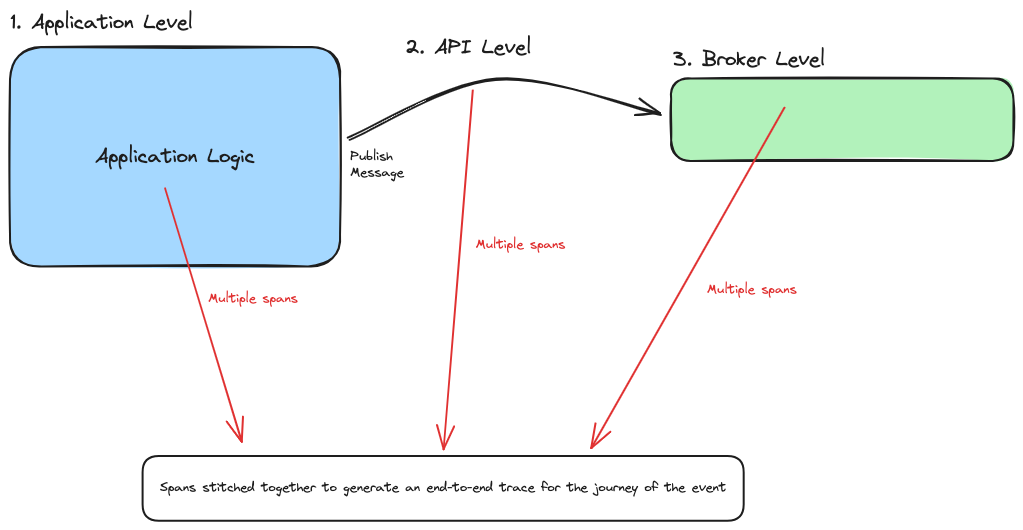 1. Application Level
2. API Level
3. Broker Level
Application Logic
Publish
Message
Multiple spans
Multiple spans
Multiple spans
Spans stitched together to generate an end-to-end trace for the journey of the event